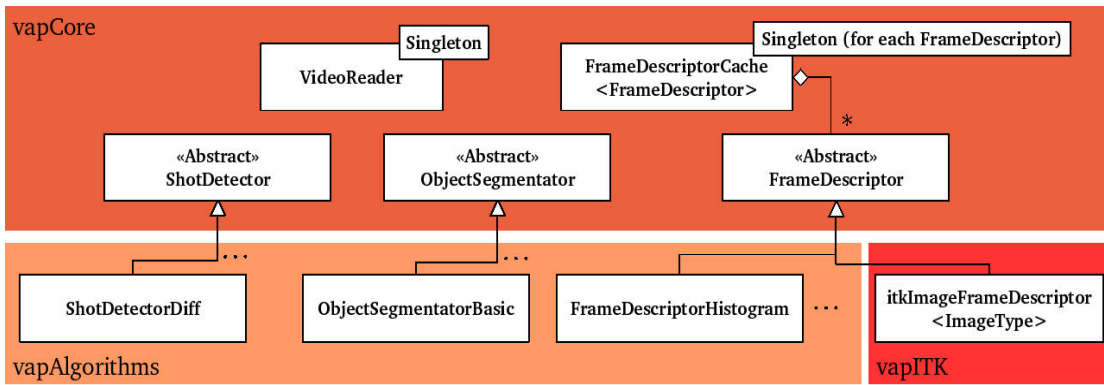 vapCore
Singleton
VideoReader
Singleton (for each FrameDescriptor)
FrameDescriptorCache
<FrameDescriptor>
*
«Abstract»
ShotDetector
«Abstract»
ObjectSegmentator
«Abstract»
FrameDescriptor
...
...
ShotDetectorDiff
ObjectSegmentatorBasic
FrameDescriptorHistogram
...
itkImageFrameDescriptor
<ImageType>
vapAlgorithms
vapITK